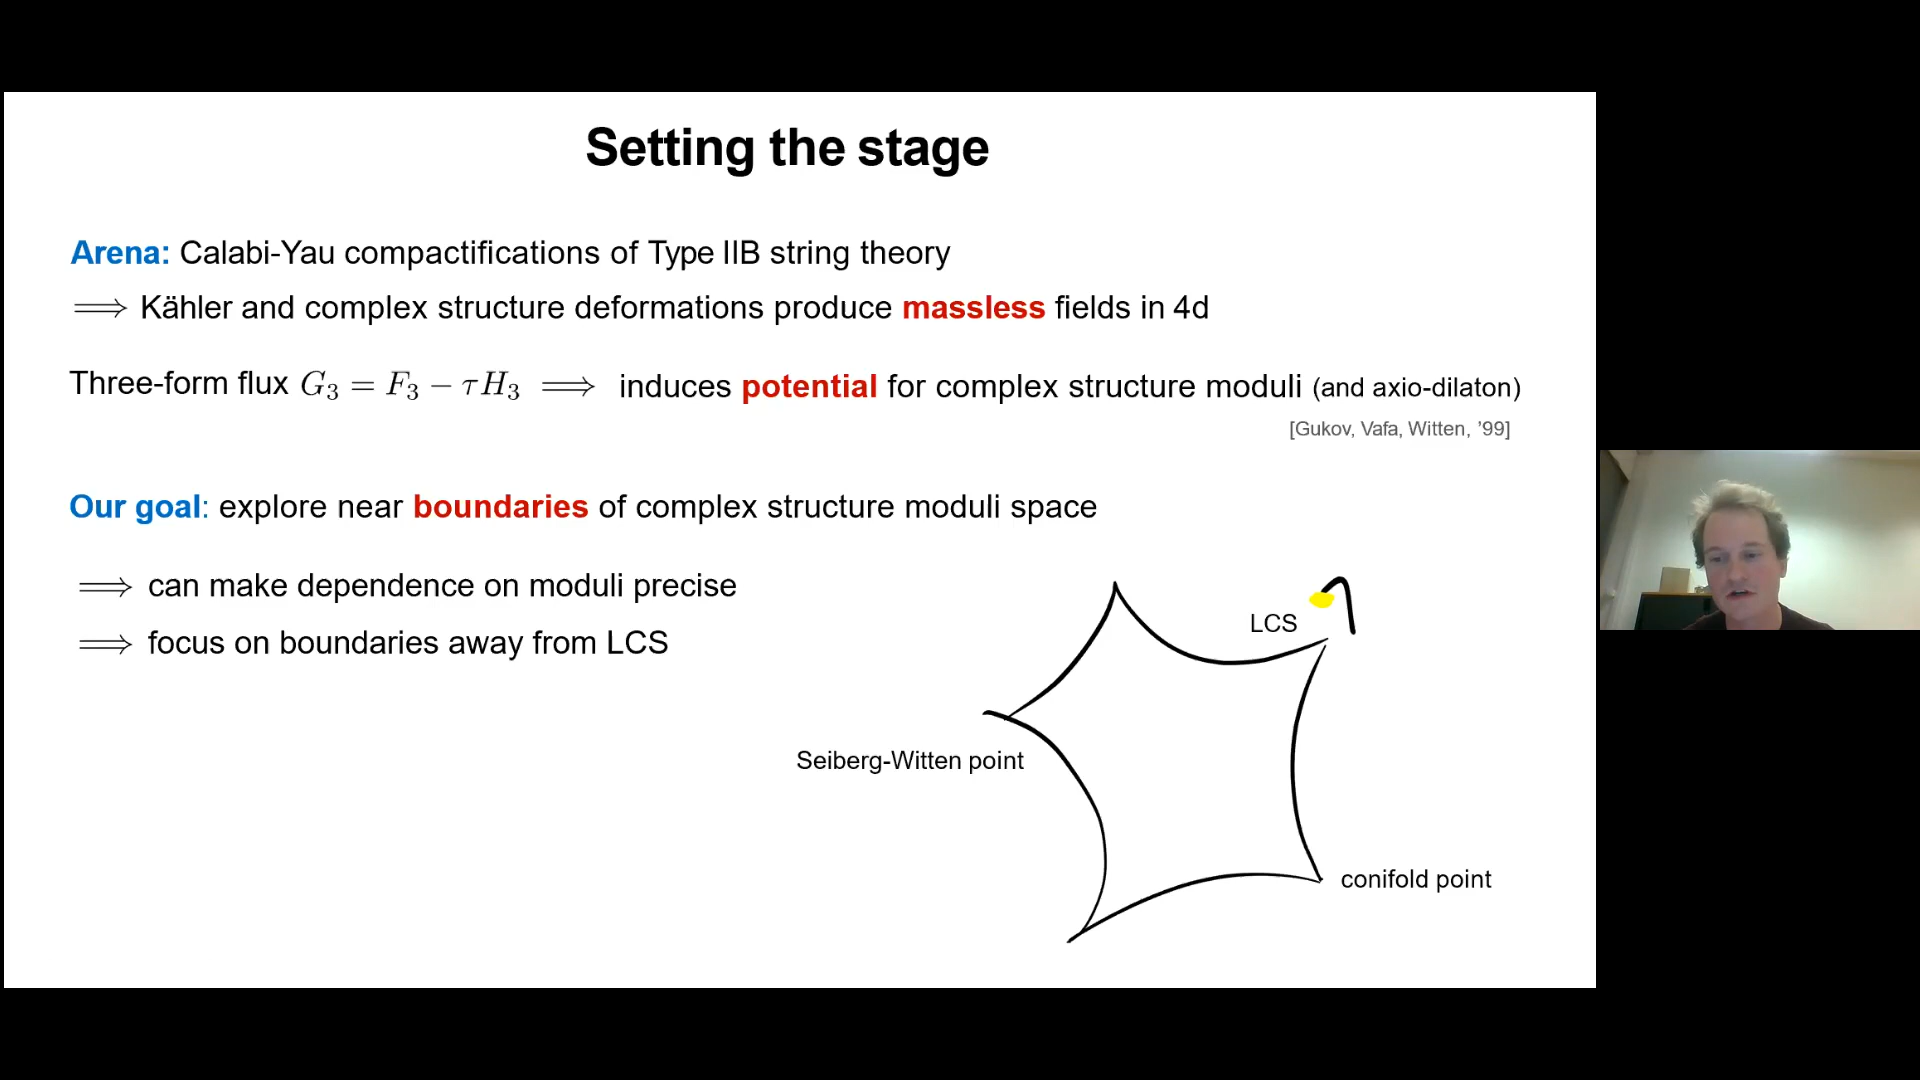 Setting the stage
Arena: Calabi-Yau compactifications of Type IIB string theory
⟹ Kähler and complex structure deformations produce massless fields in 4d
Three-form flux G₃ = F₃ − τH₃ ⟹ induces potential for complex structure moduli (and axio-dilaton)
[Gukov, Vafa, Witten, ’99]
Our goal: explore near boundaries of complex structure moduli space
⟹ can make dependence on moduli precise
⟹ focus on boundaries away from LCS
LCS
Seiberg-Witten point
conifold point